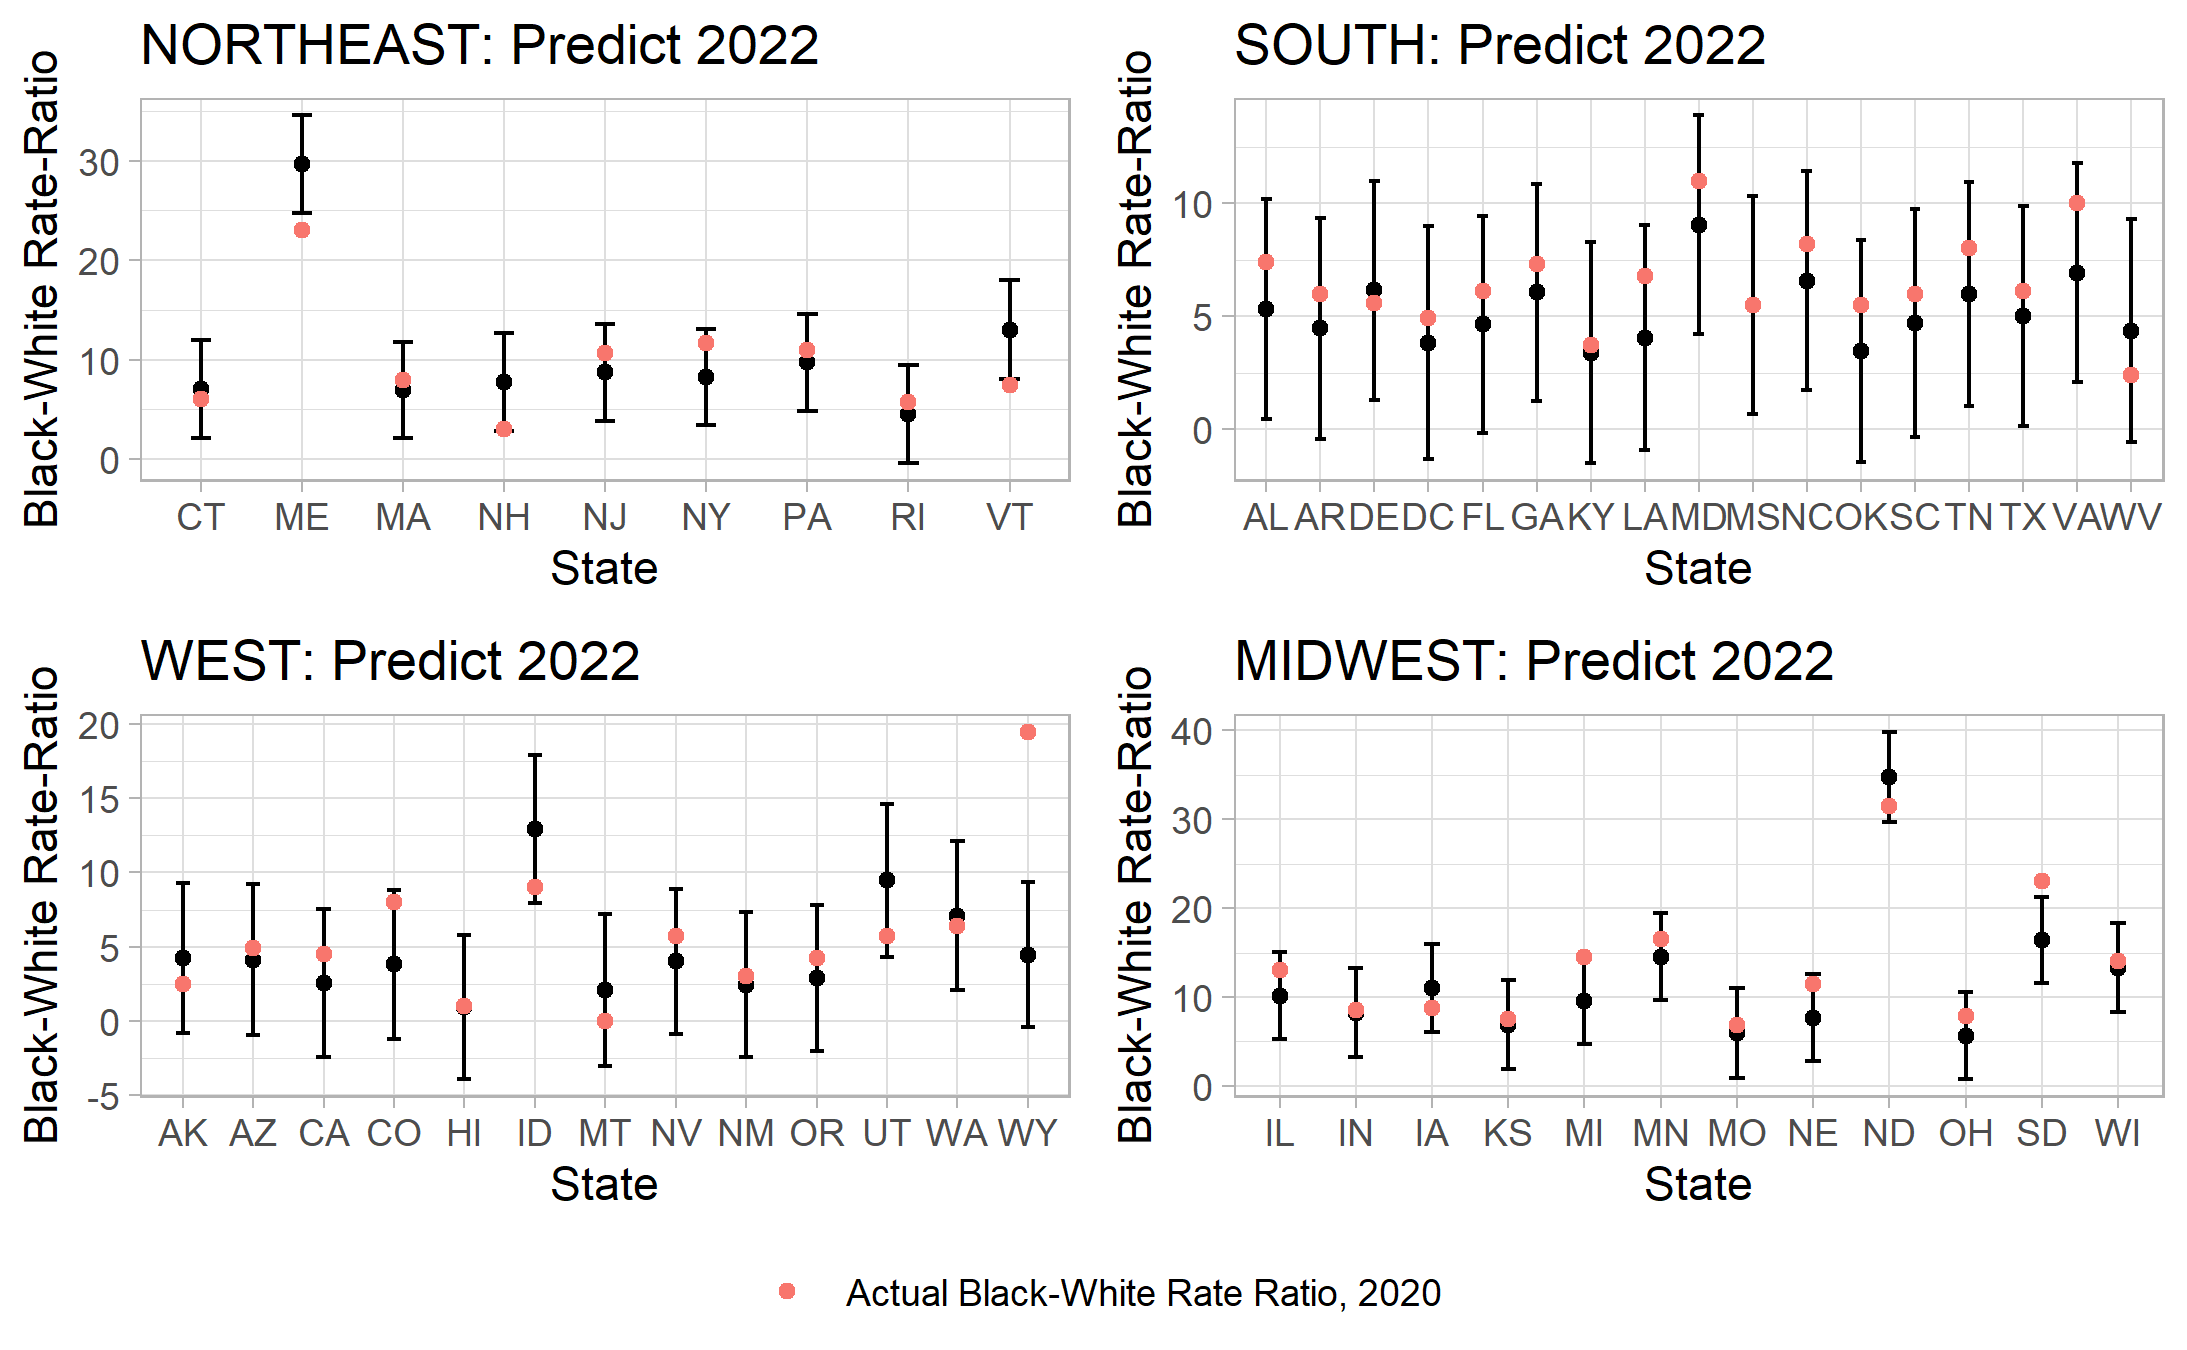 NORTHEAST: Predict 2022
Black-White Rate-Ratio
30
20
10
0
CT ME MA NH NJ NY PA RI VT
State
SOUTH: Predict 2022
Black-White Rate-Ratio
10
5
0
AL AR DE DC FL GA KY LA MD MS NC OK SC TN TX VA WV
State
WEST: Predict 2022
Black-White Rate-Ratio
20
15
10
5
0
-5
AK AZ CA CO HI ID MT NV NM OR UT WA WY
State
MIDWEST: Predict 2022
Black-White Rate-Ratio
40
30
20
10
0
IL IN IA KS MI MN MO NE ND OH SD WI
State
Actual Black-White Rate Ratio, 2020